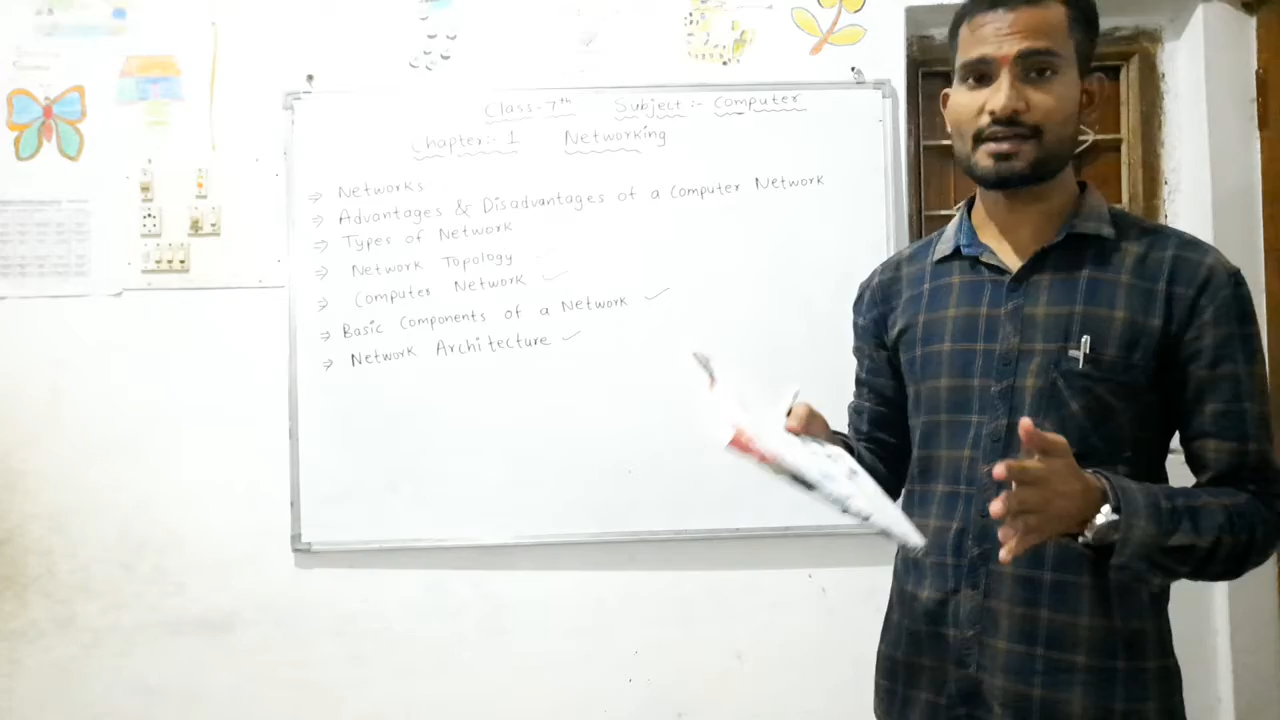 Class-7th Subject:- Computer
Chapter:- 1 Networking
⇒ Networks
⇒ Advantages & Disadvantages of a Computer Network
⇒ Types of Network
⇒ Network Topology
⇒ Computer Network ✓
⇒ Basic Components of a Network ✓
⇒ Network Architecture ✓